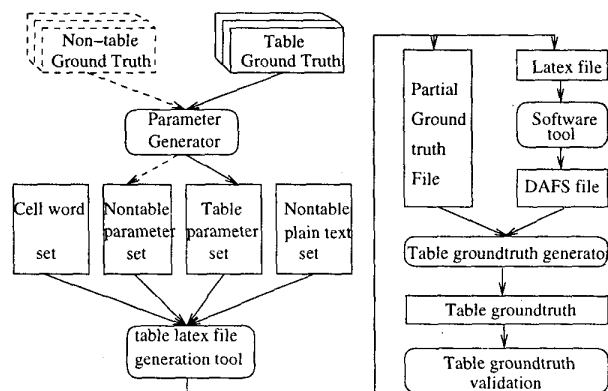 Non-table
Ground Truth
Table
Ground Truth
Parameter
Generator
Cell word
set
Nontable
parameter
set
Table
parameter
set
Nontable
plain text
set
table latex file
generation tool
Partial
Ground
truth
File
Latex file
Software
tool
DAFS file
Table groundtruth generator
Table groundtruth
Table groundtruth
validation